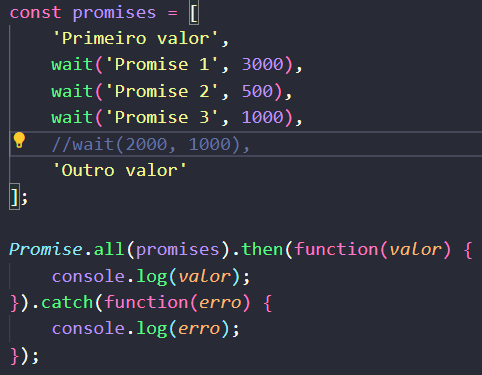 const promises = [
    'Primeiro valor',
    wait('Promise 1', 3000),
    wait('Promise 2', 500),
    wait('Promise 3', 1000),
    //wait(2000, 1000),
    'Outro valor'
];

Promise.all(promises).then(function(valor) {
    console.log(valor);
}).catch(function(erro) {
    console.log(erro);
});